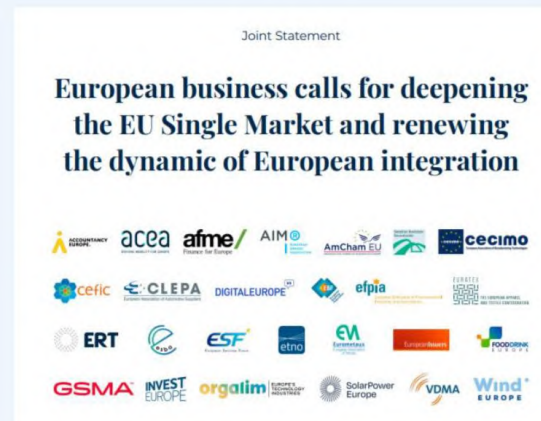 Joint Statement
European business calls for deepening
the EU Single Market and renewing
the dynamic of European integration
ACCOUNTANCY
EUROPE.
acea
afme/
Finance for Europe
AIM
AmCham EU
cecimo
cefic
CLEPA
DIGITALEUROPE
efpia
EURATEX
ERT
ESF
etno
Eurometaux
EuropeanIssuers
FOODDRINK
EUROPE
GSMA
INVEST
EUROPE
orgalim
EUROPE'S
TECHNOLOGY
INDUSTRIES
SolarPower
Europe
VDMA
Wind
EUROPE